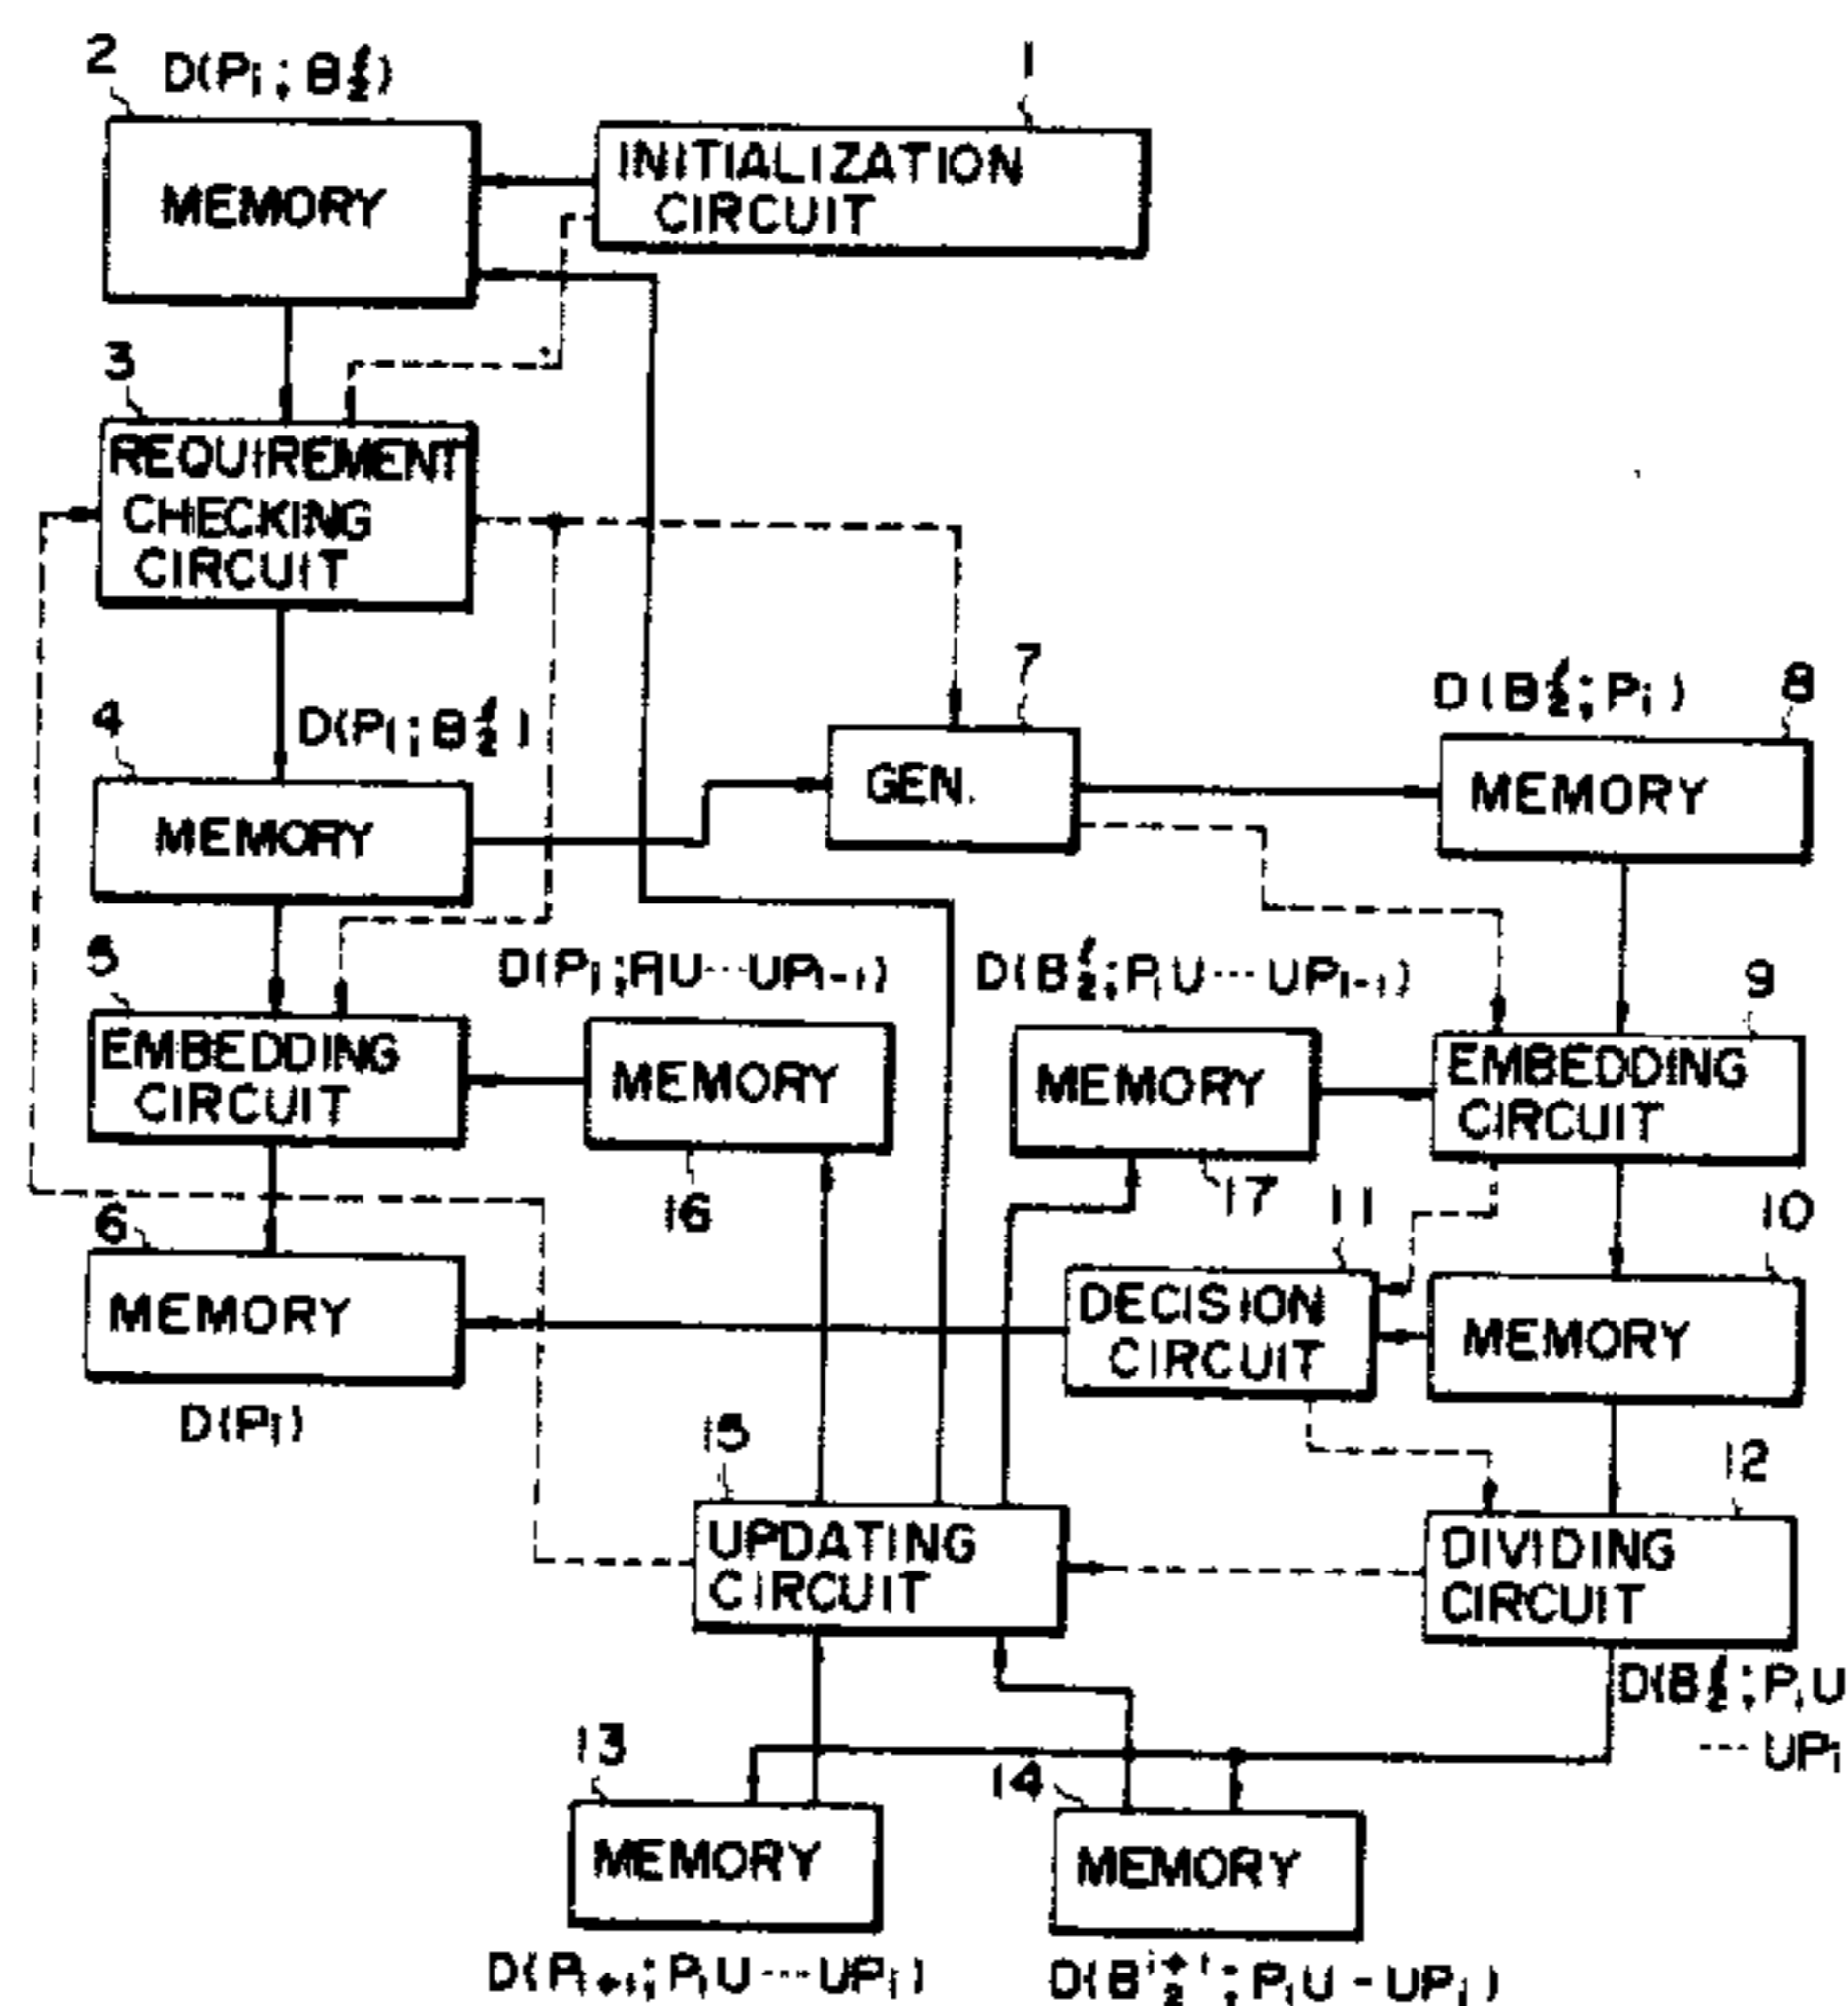 2
1
INITIALIZATION
CIRCUIT
MEMORY
3
REQUIREMENT
CHECKING
CIRCUIT
7
8
4
GEN.
MEMORY
MEMORY
5
9
EMBEDDING
CIRCUIT
MEMORY
MEMORY
EMBEDDING
CIRCUIT
16
17
11
10
6
MEMORY
DECISION
CIRCUIT
MEMORY
D(Pi)
15
12
UPDATING
CIRCUIT
DIVIDING
CIRCUIT
13
14
MEMORY
MEMORY